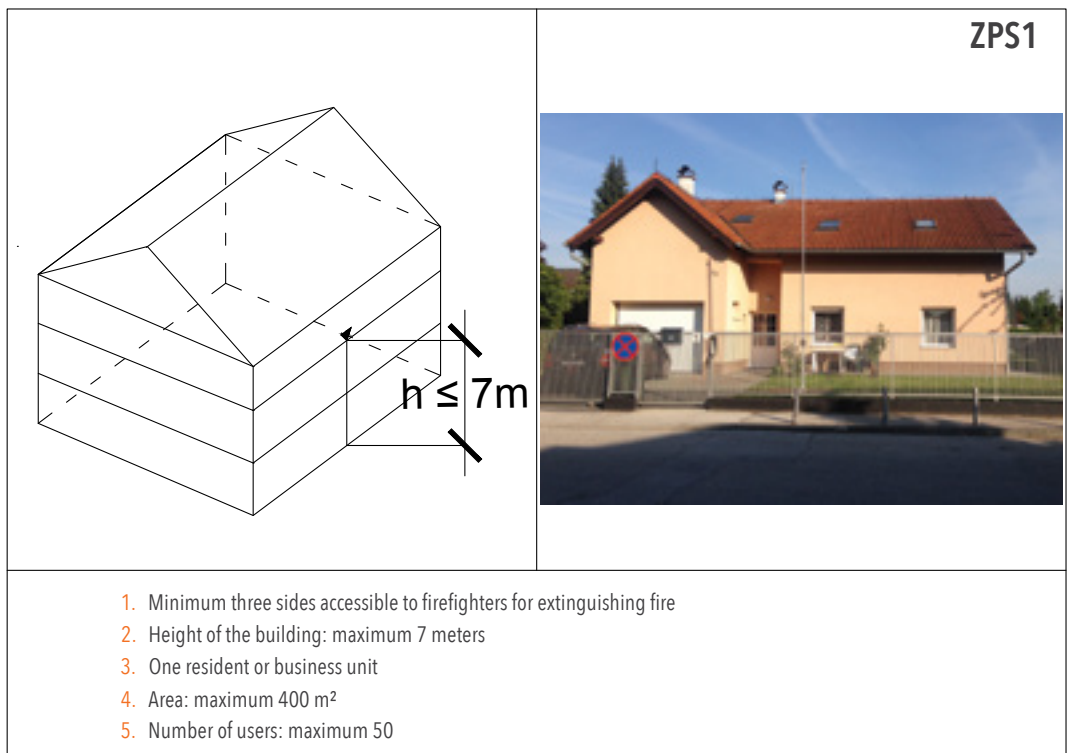 ZPS1
h ≤ 7m
1. Minimum three sides accessible to firefighters for extinguishing fire
2. Height of the building: maximum 7 meters
3. One resident or business unit
4. Area: maximum 400 m²
5. Number of users: maximum 50